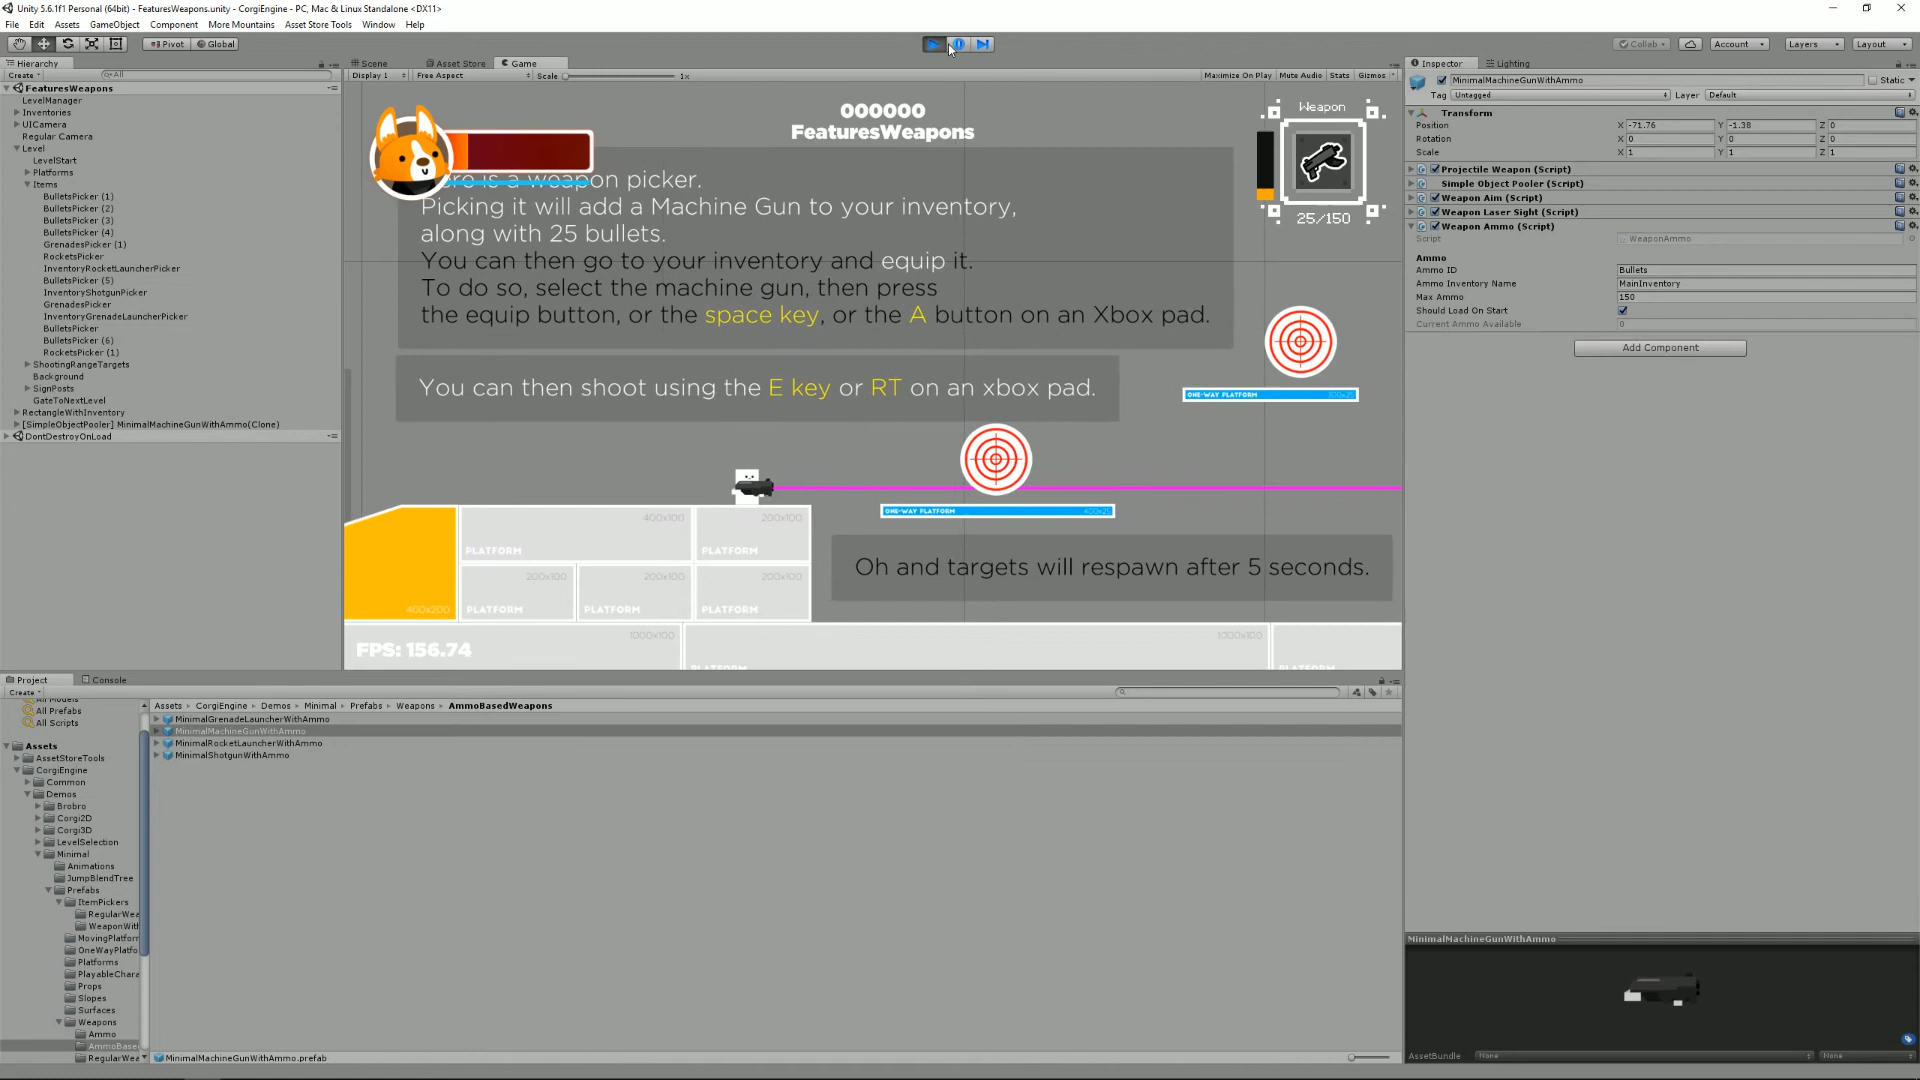 Unity 5.6.1f1 Personal (64bit) - FeaturesWeapons.unity - CorgiEngine - PC, Mac & Linux Standalone <DX11>
File Edit Assets GameObject Component More Mountains Asset Store Tools Window Help
Pivot Global
Collab Account Layers Layout
Hierarchy
Create All
FeaturesWeapons
LevelManager
Inventories
UICamera
Regular Camera
Level
LevelStart
Platforms
Items
BulletsPicker (1)
BulletsPicker (2)
BulletsPicker (3)
BulletsPicker (4)
GrenadesPicker (1)
RocketsPicker
InventoryRocketLauncherPicker
BulletsPicker (5)
InventoryShotgunPicker
GrenadesPicker
InventoryGrenadeLauncherPicker
BulletsPicker
BulletsPicker (6)
RocketsPicker (1)
ShootingRangeTargets
Background
SignPosts
GateToNextLevel
RectangleWithInventory
[SimpleObjectPooler] MinimalMachineGunWithAmmo(Clone)
DontDestroyOnLoad
Scene Asset Store Game
Display 1 Free Aspect Scale 1x Maximize On Play Mute Audio Stats Gizmos
000000
FeaturesWeapons
Weapon
25/150
is a weapon picker.
Picking it will add a Machine Gun to your inventory,
along with 25 bullets.
You can then go to your inventory and equip it.
To do so, select the machine gun, then press
the equip button, or the space key, or the A button on an Xbox pad.
You can then shoot using the E key or RT on an xbox pad.
ONE-WAY PLATFORM 300x25
ONE-WAY PLATFORM 400x25
Oh and targets will respawn after 5 seconds.
400x100 200x100
PLATFORM PLATFORM
200x100 200x100 200x100
400x200 PLATFORM PLATFORM PLATFORM
1000x100 1000x100
FPS: 156.74
PLATFORM
Inspector Lighting
MinimalMachineGunWithAmmo Static
Tag Untagged Layer Default
Transform
Position X -71.76 Y -1.38 Z 0
Rotation X 0 Y 0 Z 0
Scale X 1 Y 1 Z 1
Projectile Weapon (Script)
Simple Object Pooler (Script)
Weapon Aim (Script)
Weapon Laser Sight (Script)
Weapon Ammo (Script)
Script WeaponAmmo
Ammo
Ammo ID Bullets
Ammo Inventory Name MainInventory
Max Ammo 150
Should Load On Start
Current Ammo Available 0
Add Component
Project Console
Create
All Models
All Prefabs
All Scripts
Assets
AssetStoreTools
CorgiEngine
Common
Demos
Brobro
Corgi2D
Corgi3D
LevelSelection
Minimal
Animations
JumpBlendTree
Prefabs
ItemPickers
RegularWea
WeaponWith
MovingPlatform
OneWayPlatfo
Platforms
PlayableChara
Props
Slopes
Surfaces
Weapons
Ammo
AmmoBase
RegularWea
Assets CorgiEngine Demos Minimal Prefabs Weapons AmmoBasedWeapons
MinimalGrenadeLauncherWithAmmo
MinimalMachineGunWithAmmo
MinimalRocketLauncherWithAmmo
MinimalShotgunWithAmmo
MinimalMachineGunWithAmmo.prefab
MinimalMachineGunWithAmmo
AssetBundle None None